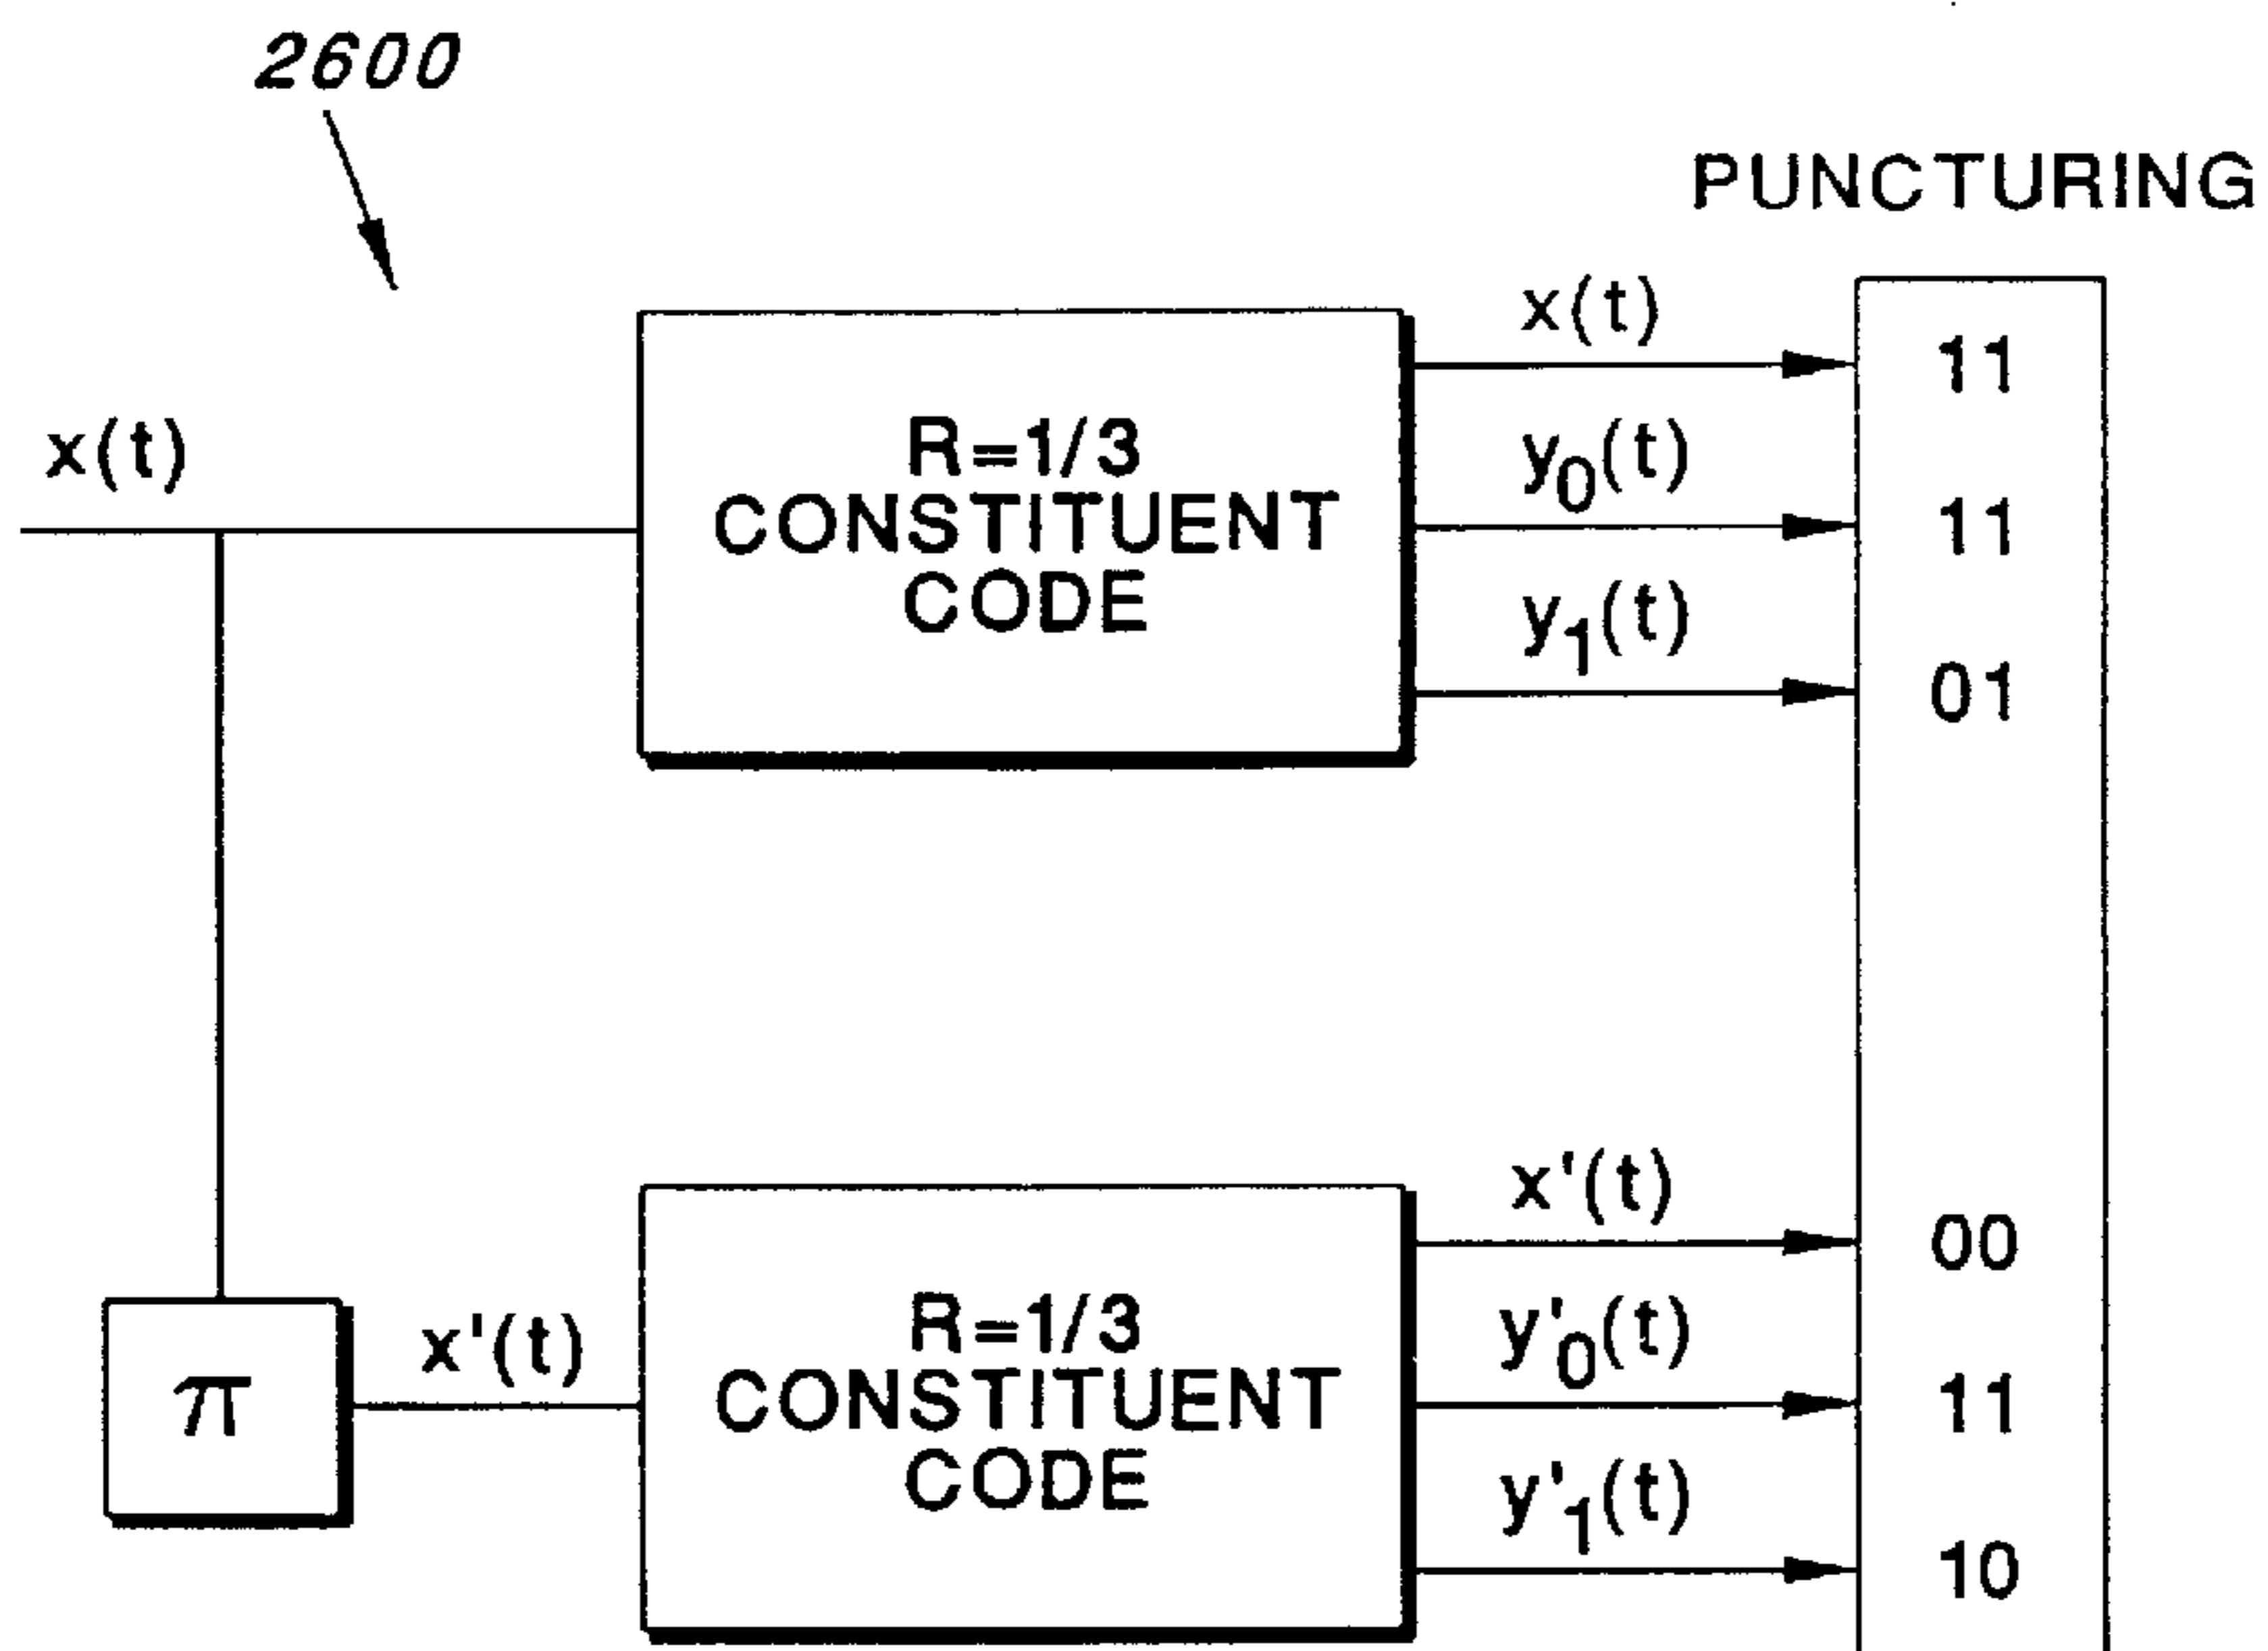 2600
PUNCTURING
x(t)
R=1/3
CONSTITUENT
CODE
x(t)
y0(t)
y1(t)
11
11
01
π
x'(t)
R=1/3
CONSTITUENT
CODE
x'(t)
y'0(t)
y'1(t)
00
11
10